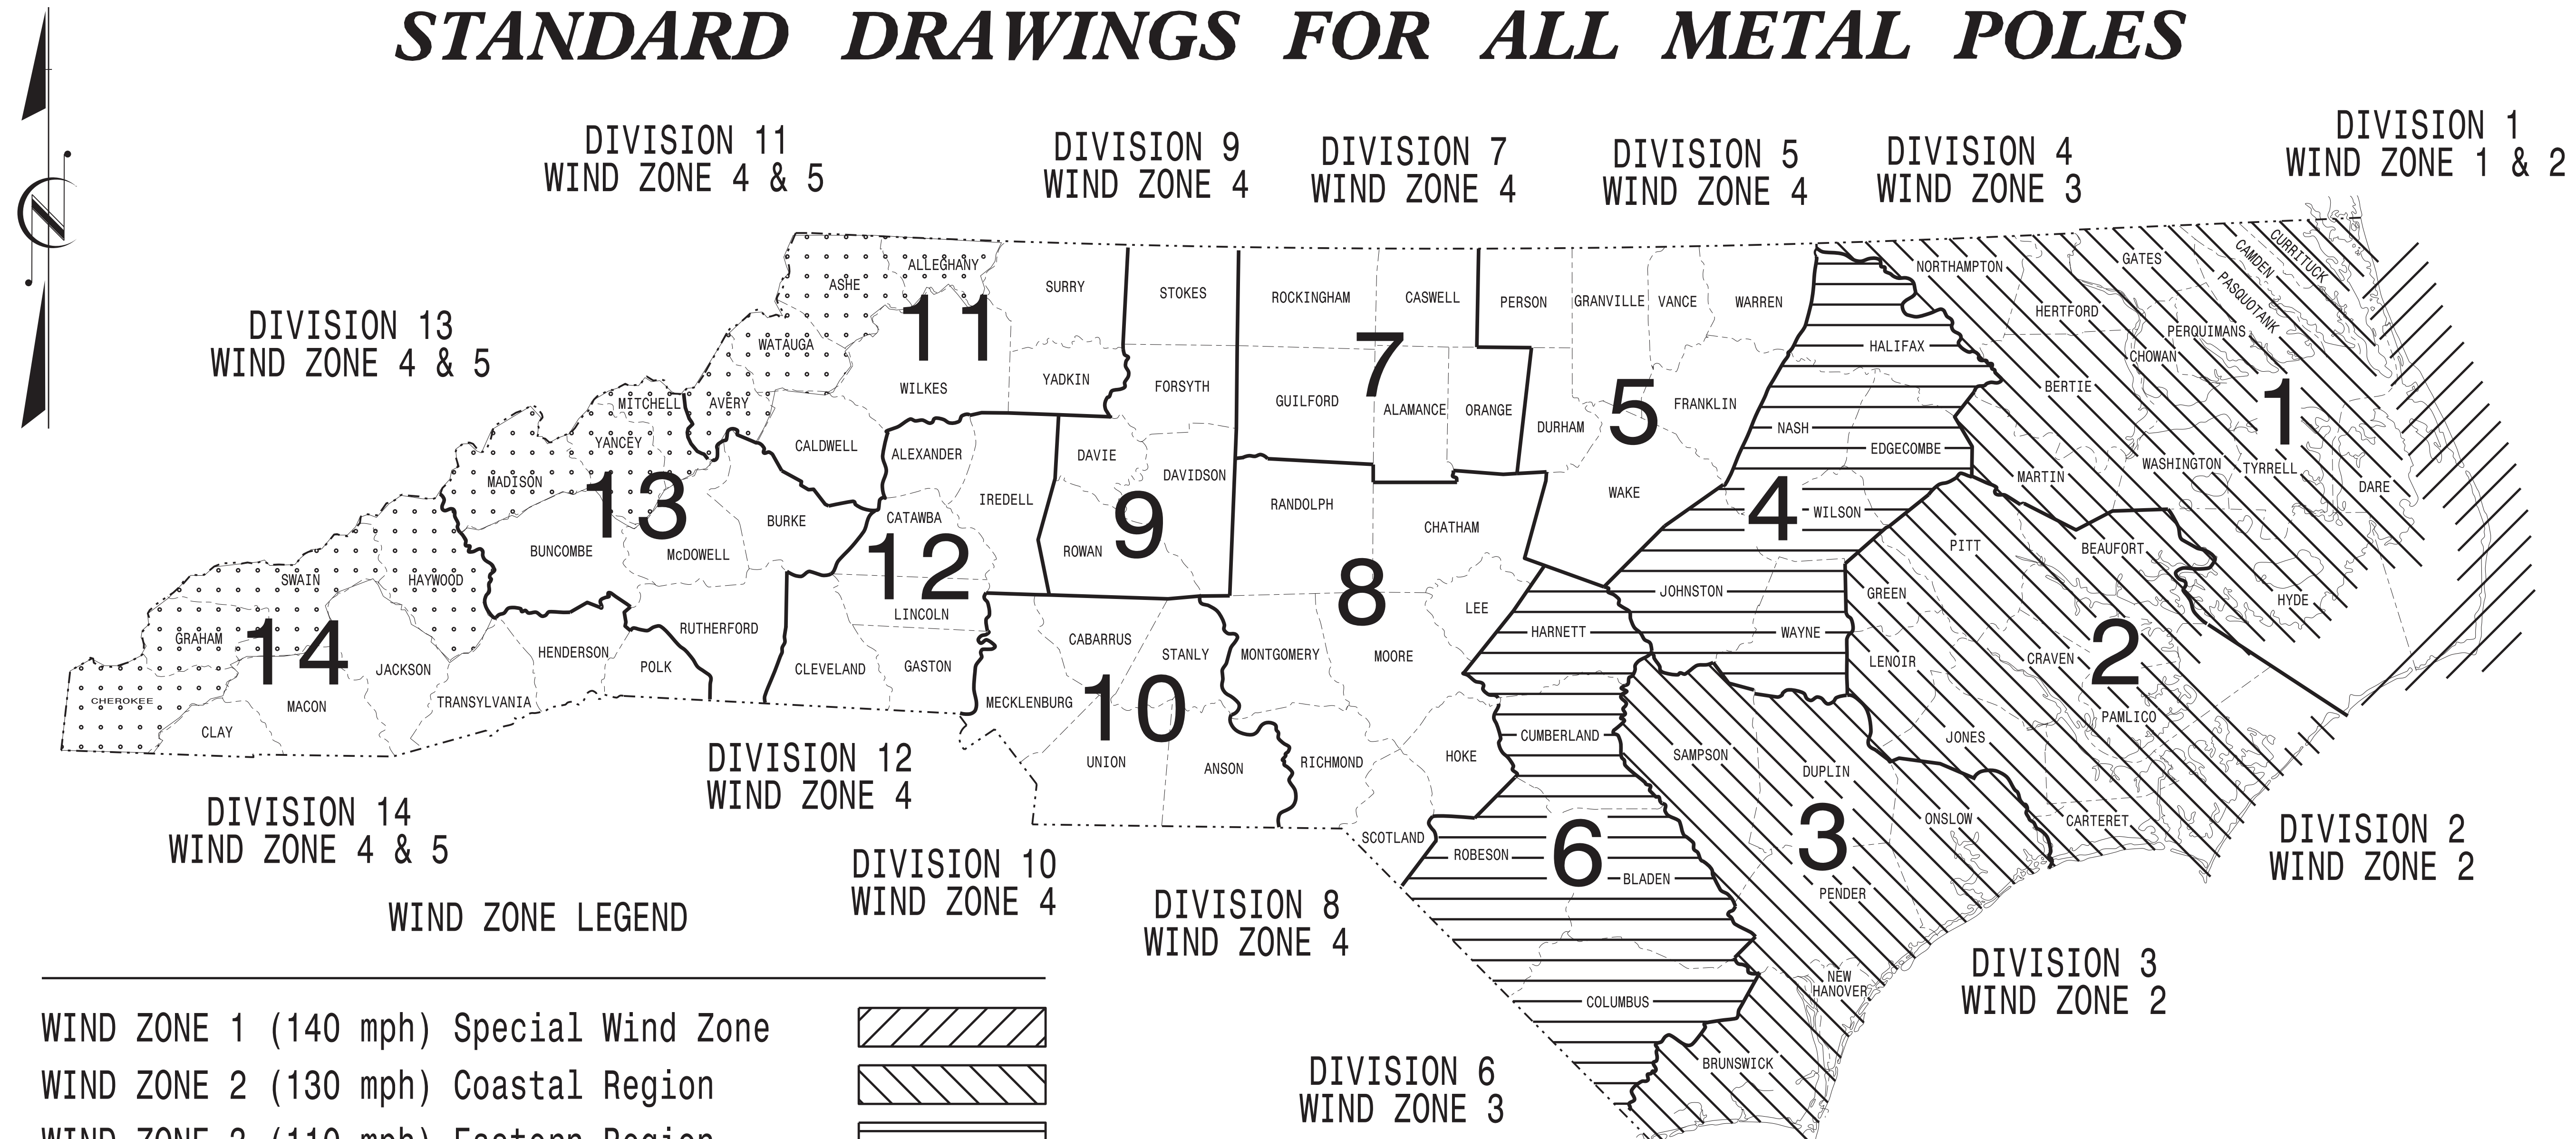 STANDARD DRAWINGS FOR ALL METAL POLES
DIVISION 11
WIND ZONE 4 & 5
DIVISION 9
WIND ZONE 4
DIVISION 7
WIND ZONE 4
DIVISION 5
WIND ZONE 4
DIVISION 4
WIND ZONE 3
DIVISION 1
WIND ZONE 1 & 2
DIVISION 13
WIND ZONE 4 & 5
N
ASHE
ALLEGHANY
SURRY
STOKES
ROCKINGHAM
CASWELL
PERSON
GRANVILLE
VANCE
WARREN
NORTHAMPTON
GATES
CAMDEN
CURRITUCK
PASQUOTANK
HERTFORD
PERQUIMANS
CHOWAN
HALIFAX
WATAUGA
11
WILKES
YADKIN
FORSYTH
7
GUILFORD
ALAMANCE
ORANGE
DURHAM
5
FRANKLIN
NASH
EDGECOMBE
BERTIE
1
MITCHELL
AVERY
YANCEY
CALDWELL
ALEXANDER
DAVIE
DAVIDSON
MARTIN
WASHINGTON
TYRRELL
DARE
MADISON
13
BURKE
IREDELL
CATAWBA
12
ROWAN
9
RANDOLPH
CHATHAM
WAKE
4
WILSON
PITT
BEAUFORT
BUNCOMBE
McDOWELL
SWAIN
HAYWOOD
LINCOLN
8
LEE
JOHNSTON
GREEN
HYDE
GRAHAM
14
JACKSON
HENDERSON
RUTHERFORD
POLK
CLEVELAND
GASTON
CABARRUS
STANLY
MONTGOMERY
MOORE
HARNETT
WAYNE
LENOIR
CRAVEN
2
CHEROKEE
MACON
CLAY
TRANSYLVANIA
MECKLENBURG
10
UNION
ANSON
RICHMOND
HOKE
CUMBERLAND
SAMPSON
DUPLIN
JONES
PAMLICO
SCOTLAND
ROBESON
6
BLADEN
3
ONSLOW
CARTERET
PENDER
COLUMBUS
NEW
HANOVER
BRUNSWICK
DIVISION 12
WIND ZONE 4
DIVISION 14
WIND ZONE 4 & 5
DIVISION 10
WIND ZONE 4
DIVISION 8
WIND ZONE 4
DIVISION 2
WIND ZONE 2
DIVISION 3
WIND ZONE 2
DIVISION 6
WIND ZONE 3
WIND ZONE LEGEND
WIND ZONE 1 (140 mph) Special Wind Zone
WIND ZONE 2 (130 mph) Coastal Region
WIND ZONE 3 (110 mph) Eastern Region